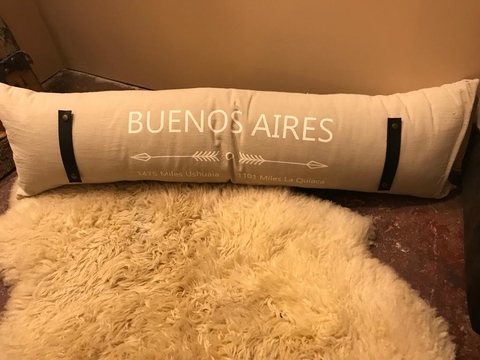 BUENOS AIRES
1475 Miles Ushuaia 1101 Miles La Quiaca